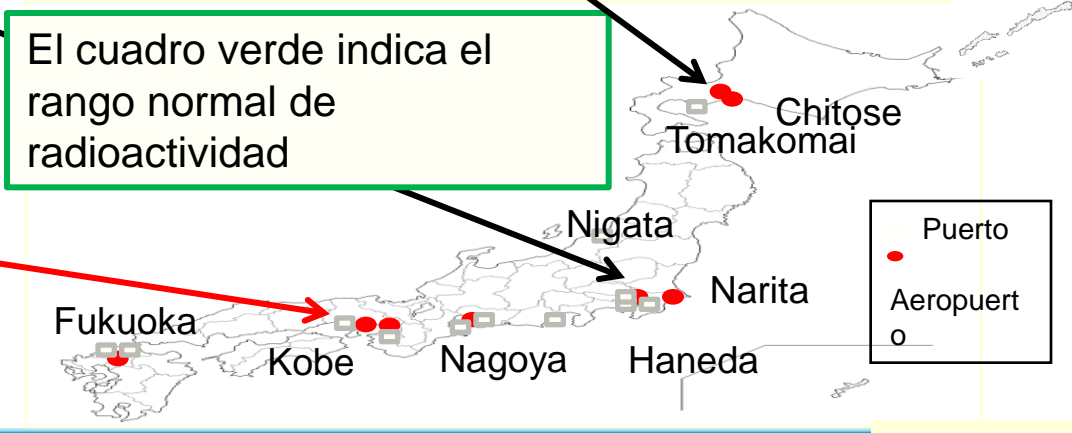 El cuadro verde indica el
rango normal de
radioactividad
Chitose
Tomakomai
Nigata
Puerto
Narita
Aeropuert
o
Fukuoka
Kobe
Nagoya
Haneda